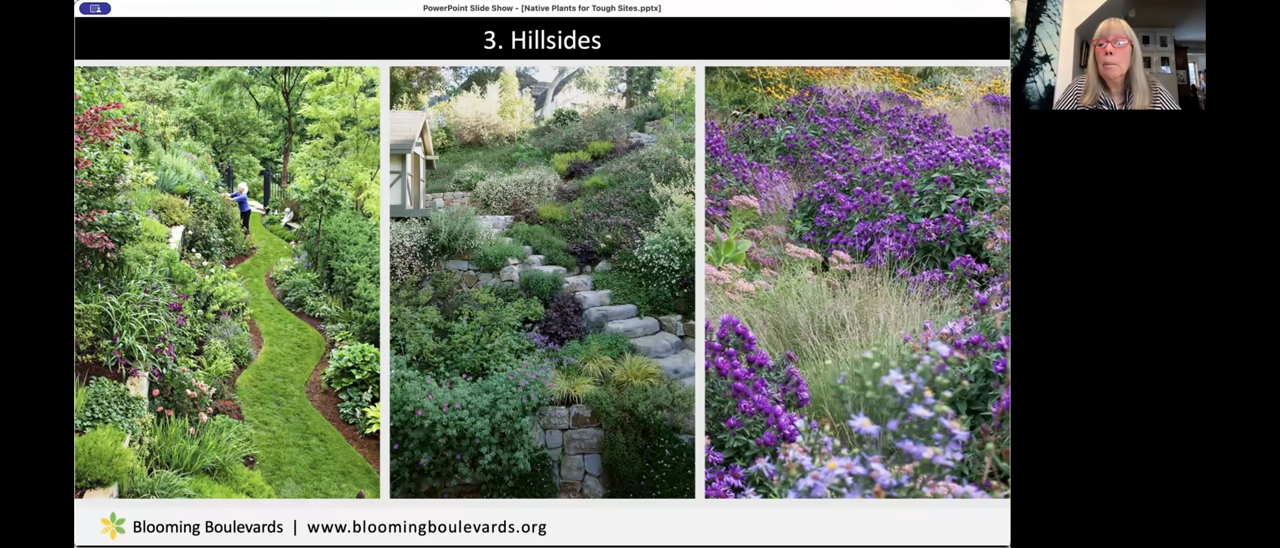 PowerPoint Slide Show - [Native Plants for Tough Sites.pptx]
3. Hillsides
Blooming Boulevards | www.bloomingboulevards.org